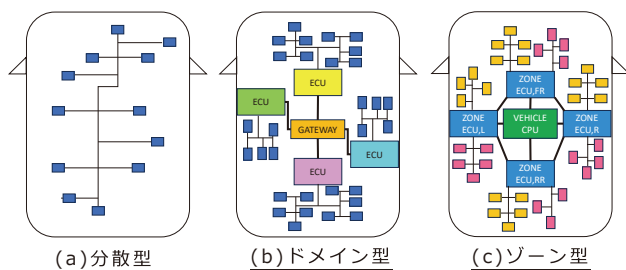 ECU
ECU
GATEWAY
ECU
ECU
ZONE
ECU,FR
ZONE
ECU,L
VEHICLE
CPU
ZONE
ECU,R
ZONE
ECU,RR
(a)分散型
(b)ドメイン型
(c)ゾーン型